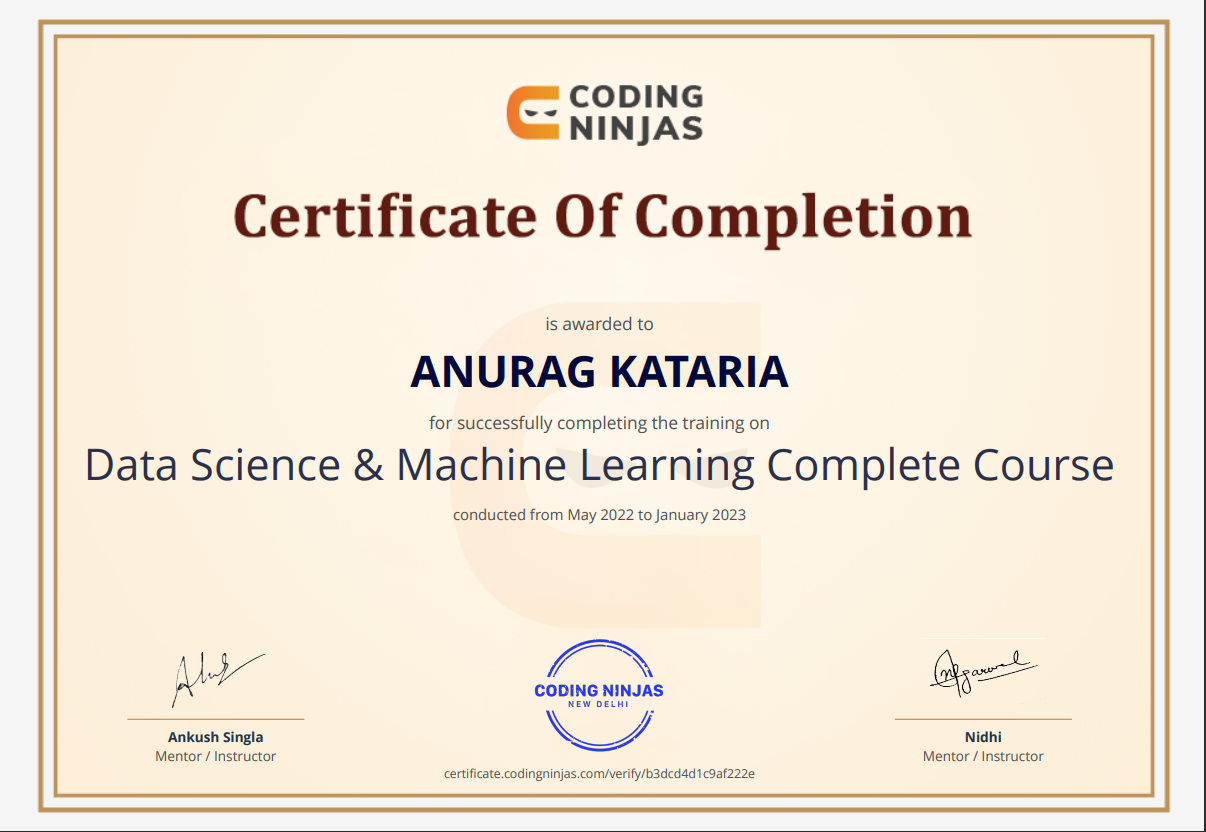 CODING
NINJAS
Certificate Of Completion
is awarded to
ANURAG KATARIA
for successfully completing the training on
Data Science & Machine Learning Complete Course
conducted from May 2022 to January 2023
CODING NINJAS
NEW DELHI
Ankush Singla
Mentor / Instructor
Nidhi
Mentor / Instructor
certificate.codingninjas.com/verify/b3dcd4d1c9af222e